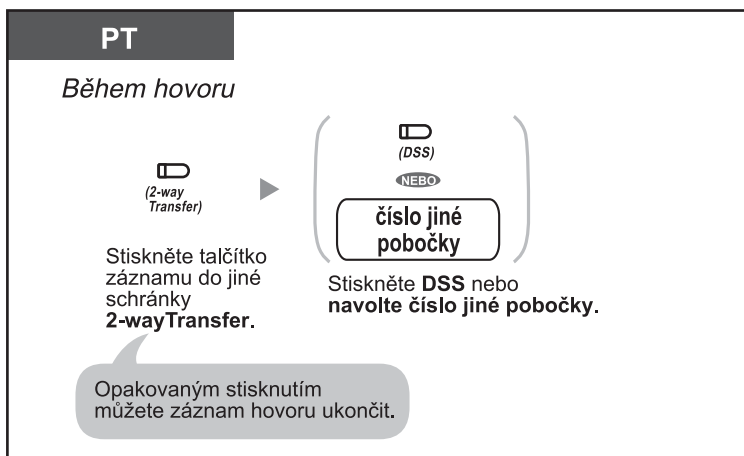 PT
Během hovoru
(2-way
Transfer)
Stiskněte talčítko
záznamu do jiné
schránky
2-wayTransfer.
(DSS)
NEBO
číslo jiné
pobočky
Stiskněte DSS nebo
navolte číslo jiné pobočky.
Opakovaným stisknutím
můžete záznam hovoru ukončit.